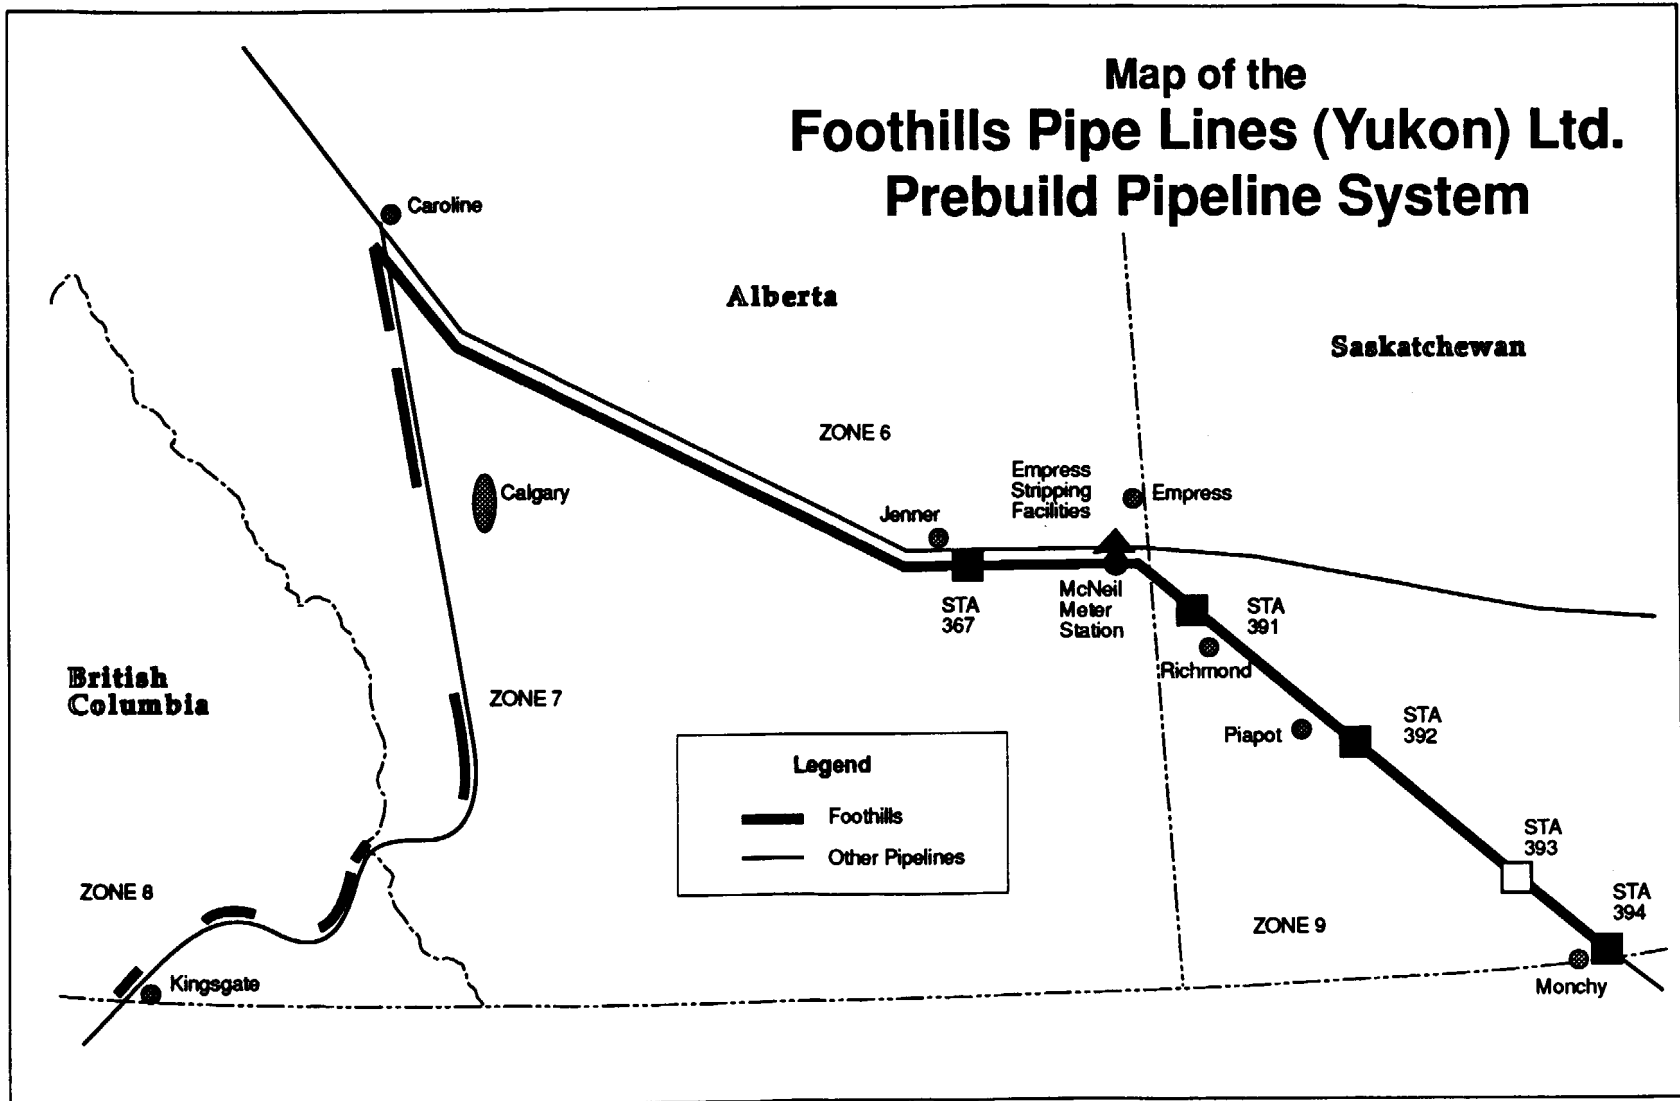 Map of the
Foothills Pipe Lines (Yukon) Ltd.
Prebuild Pipeline System
Caroline
Alberta
Saskatchewan
ZONE 6
Empress
Stripping
Facilities
Empress
Calgary
Jenner
STA
367
McNeil
Meter
Station
STA
391
Richmond
British
Columbia
ZONE 7
STA
392
Piapot
Legend
Foothills
Other Pipelines
STA
393
ZONE 8
STA
394
ZONE 9
Kingsgate
Monchy